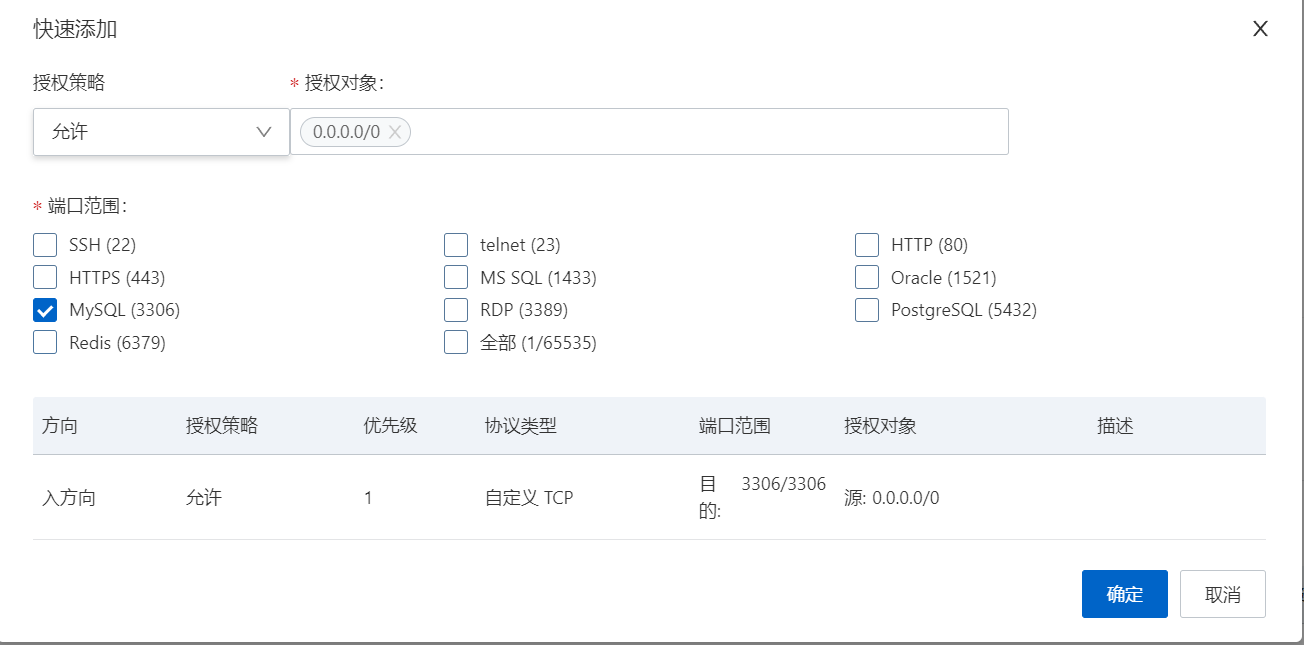 快速添加
授权策略 * 授权对象:
允许 0.0.0.0/0
* 端口范围:
SSH (22) telnet (23) HTTP (80)
HTTPS (443) MS SQL (1433) Oracle (1521)
MySQL (3306) RDP (3389) PostgreSQL (5432)
Redis (6379) 全部 (1/65535)
方向 授权策略 优先级 协议类型 端口范围 授权对象 描述
入方向 允许 1 自定义 TCP 目的: 3306/3306 源: 0.0.0.0/0
确定 取消